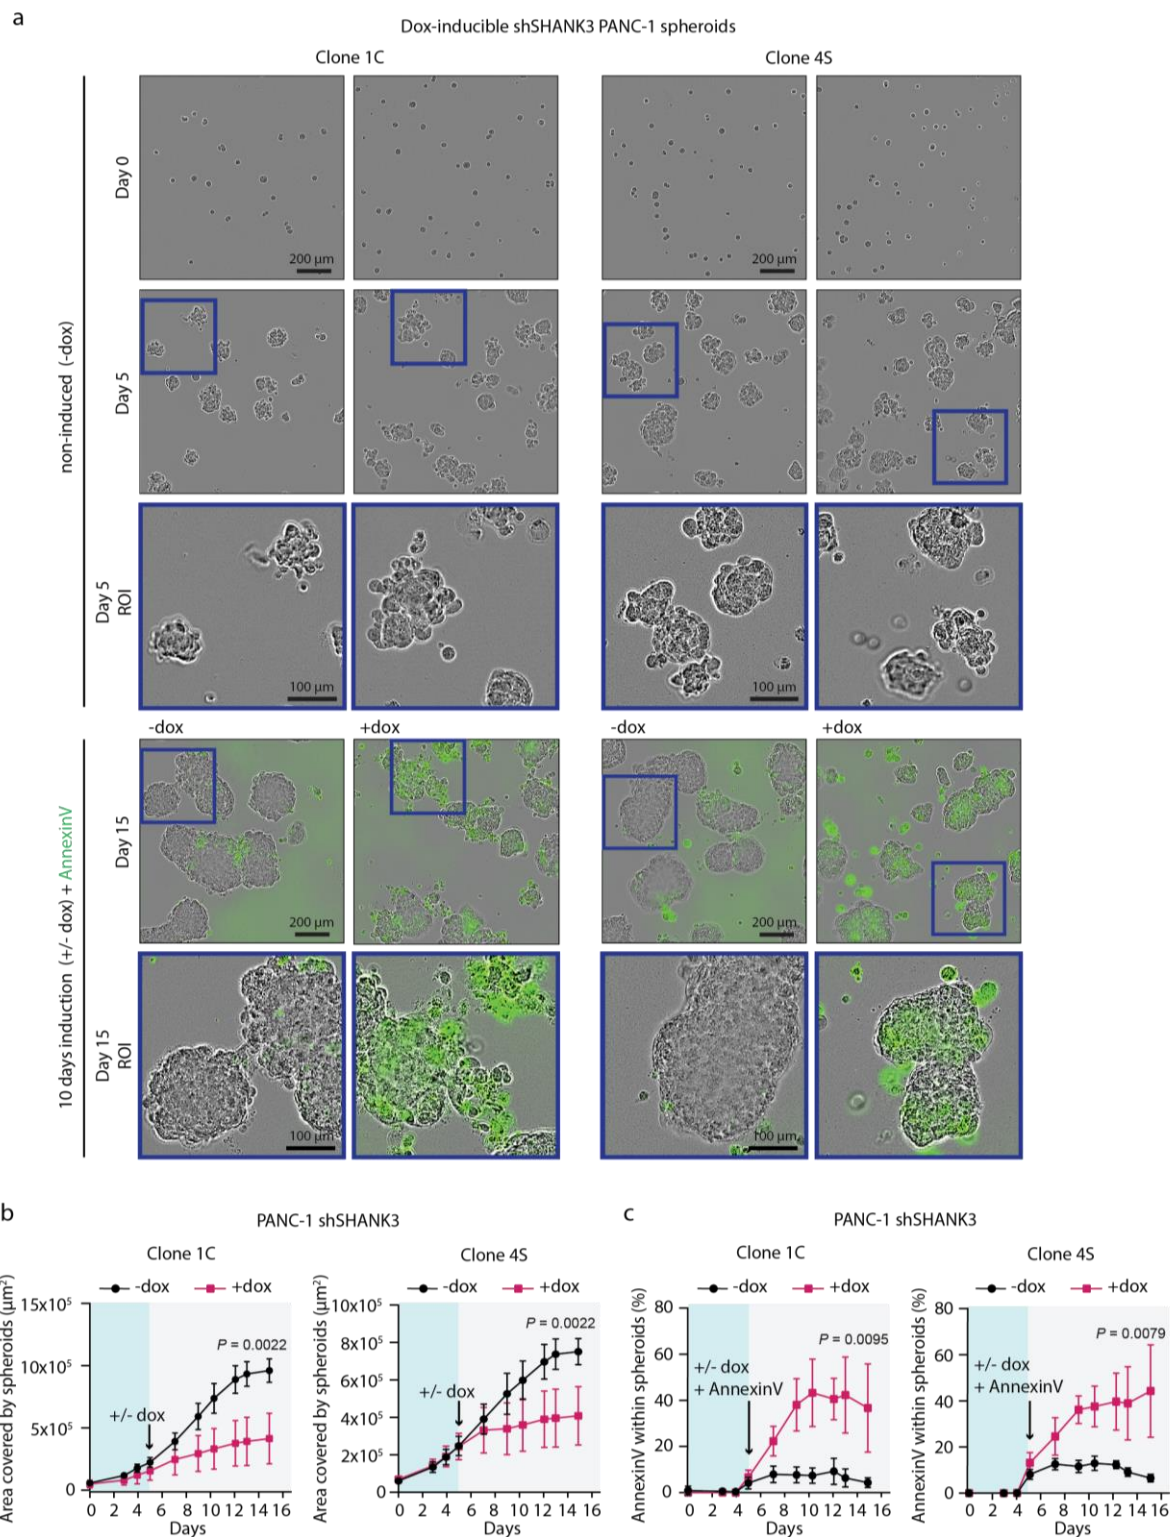 a
Dox-inducible shSHANK3 PANC-1 spheroids
Clone 1C
Clone 4S
non-induced (-dox)
Day 0
200 µm
200 µm
Day 5
Day 5
ROI
100 µm
100 µm
10 days induction (+/- dox) + AnnexinV
-dox
+dox
-dox
+dox
Day 15
200 µm
200 µm
Day 15
ROI
100 µm
100 µm
b
PANC-1 shSHANK3
Clone 1C
-dox
+dox
Area covered by spheroids (µm²)
15x10⁵
10x10⁵
5x10⁵
0
P = 0.0022
+/- dox
0 2 4 6 8 10 12 14 16
Days
Clone 4S
-dox
+dox
Area covered by spheroids (µm²)
10x10⁵
8x10⁵
6x10⁵
4x10⁵
2x10⁵
0
P = 0.0022
+/- dox
0 2 4 6 8 10 12 14 16
Days
c
PANC-1 shSHANK3
Clone 1C
-dox
+dox
AnnexinV within spheroids (%)
80
60
40
20
0
P = 0.0095
+/- dox
+ AnnexinV
0 2 4 6 8 10 12 14 16
Days
Clone 4S
-dox
+dox
AnnexinV within spheroids (%)
80
60
40
20
0
P = 0.0079
+/- dox
+ AnnexinV
0 2 4 6 8 10 12 14 16
Days